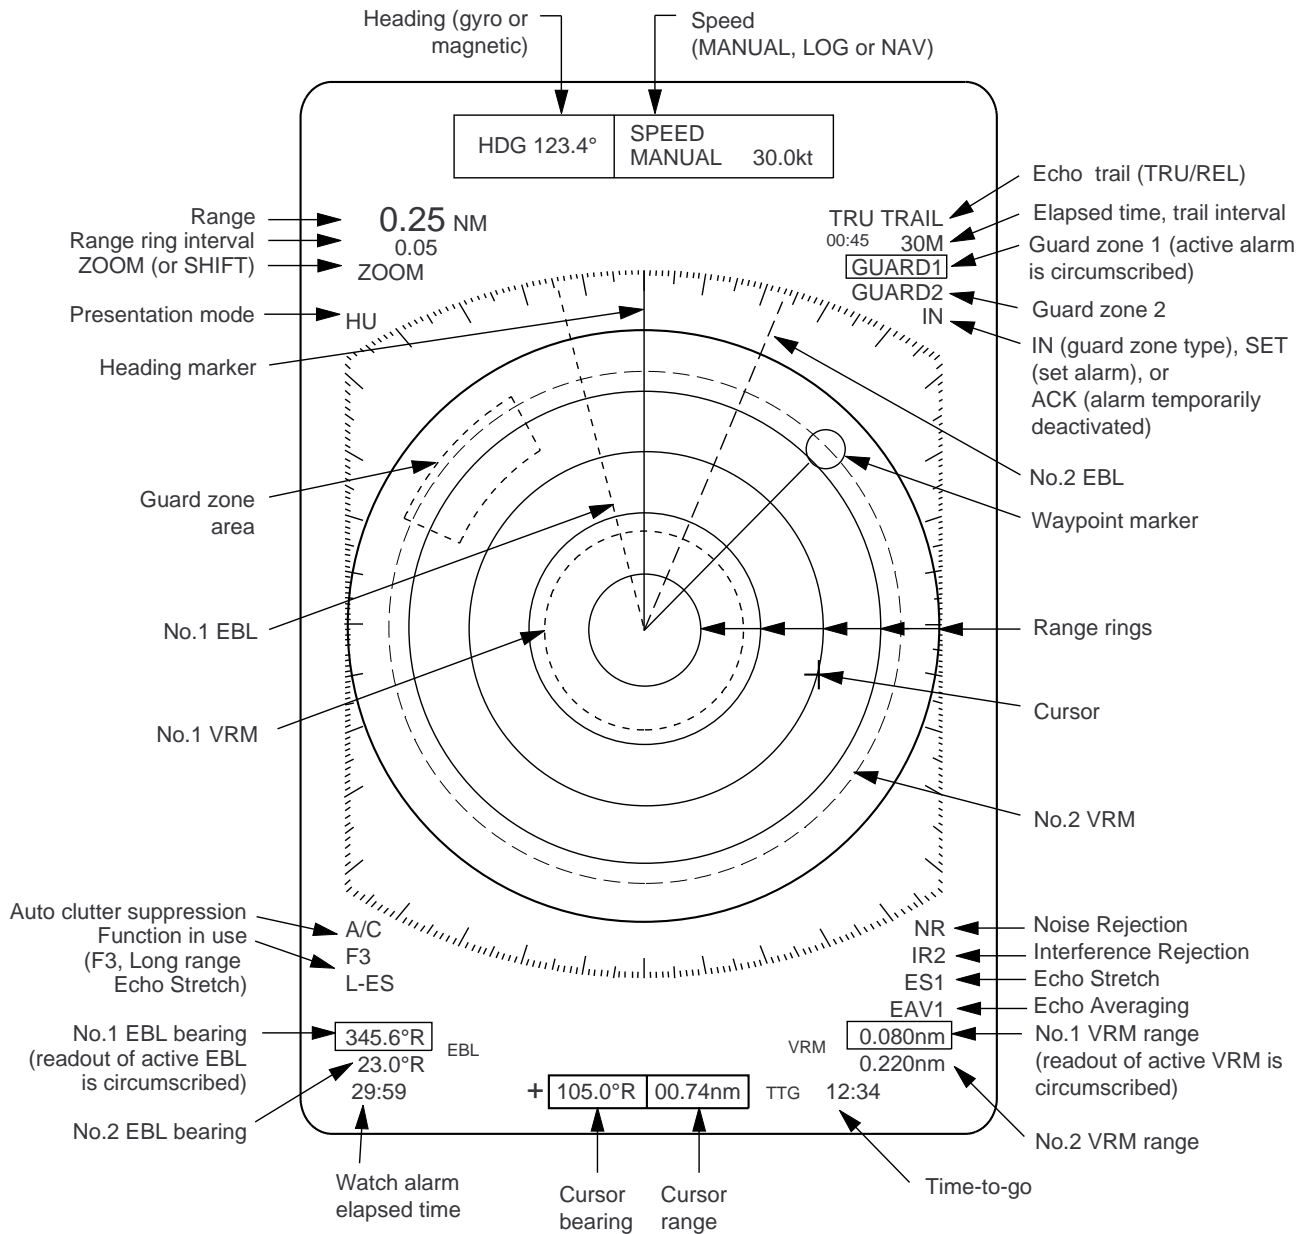 Heading (gyro or
magnetic)
Speed
(MANUAL, LOG or NAV)
HDG 123.4°
SPEED
MANUAL 30.0kt
Range
Range ring interval
ZOOM (or SHIFT)
Presentation mode
Heading marker
Guard zone
area
No.1 EBL
No.1 VRM
0.25 NM
0.05
ZOOM
HU
TRU TRAIL
00:45 30M
GUARD1
GUARD2
IN
Echo trail (TRU/REL)
Elapsed time, trail interval
Guard zone 1 (active alarm
is circumscribed)
Guard zone 2
IN (guard zone type), SET
(set alarm), or
ACK (alarm temporarily
deactivated)
No.2 EBL
Waypoint marker
Range rings
Cursor
No.2 VRM
Auto clutter suppression
Function in use
(F3, Long range
Echo Stretch)
No.1 EBL bearing
(readout of active EBL
is circumscribed)
No.2 EBL bearing
A/C
F3
L-ES
345.6°R EBL
23.0°R
29:59
+ 105.0°R 00.74nm TTG 12:34
NR
IR2
ES1
EAV1
VRM 0.080nm
0.220nm
Noise Rejection
Interference Rejection
Echo Stretch
Echo Averaging
No.1 VRM range
(readout of active VRM is
circumscribed)
No.2 VRM range
Watch alarm
elapsed time
Cursor
bearing
Cursor
range
Time-to-go